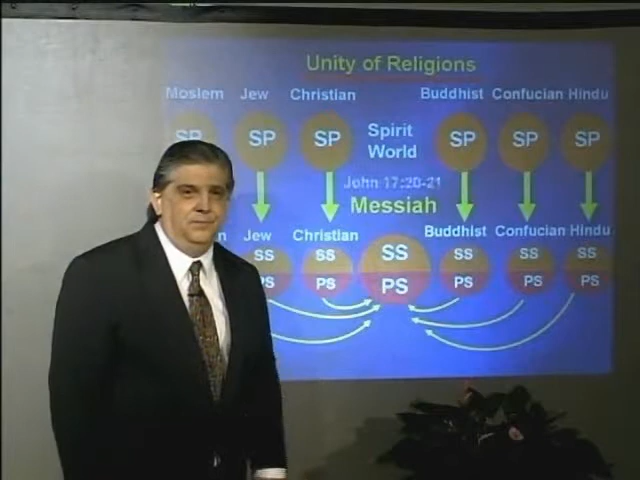 Unity of Religions
Moslem Jew Christian Buddhist Confucian Hindu
SP SP SP Spirit World SP SP SP
John 17:20-21
Messiah
n Jew Christian Buddhist Confucian Hindu
SS SS SS SS SS SS
PS PS PS PS PS PS